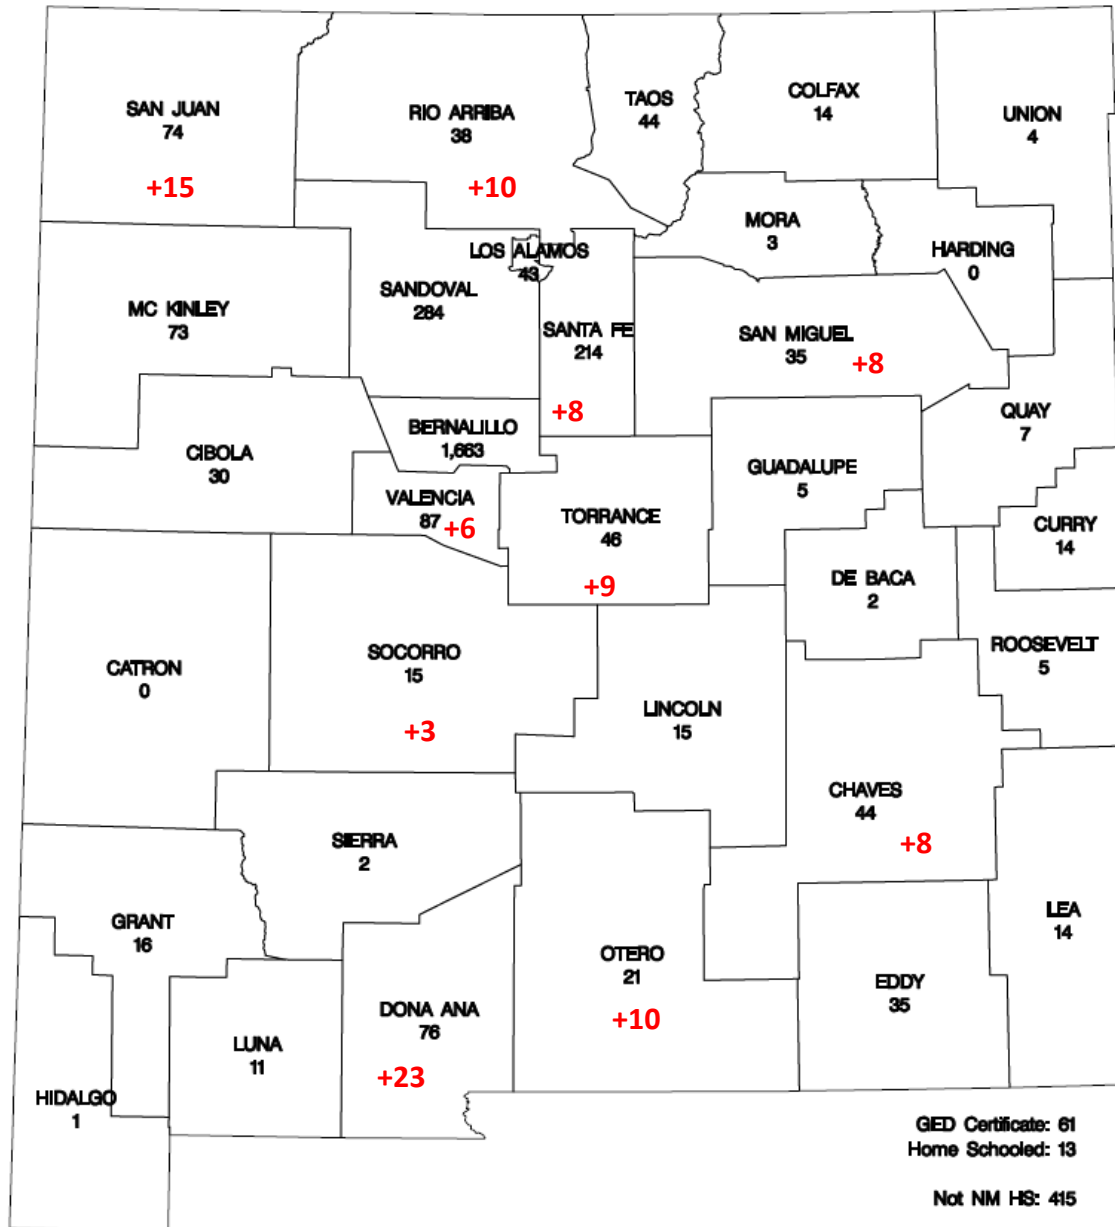 SAN JUAN
74
+15
RIO ARRIBA
38
+10
TAOS
44
COLFAX
14
UNION
4
MORA
3
HARDING
0
LOS ALAMOS
43
MC KINLEY
73
SANDOVAL
284
SANTA FE
214
+8
SAN MIGUEL
35
+8
QUAY
7
CIBOLA
30
BERNALILLO
1,663
VALENCIA
87
+6
TORRANCE
46
+9
GUADALUPE
5
CURRY
14
DE BACA
2
ROOSEVELT
5
CATRON
0
SOCORRO
15
+3
LINCOLN
15
CHAVES
44
+8
SIERRA
2
GRANT
16
LEA
14
OTERO
21
+10
EDDY
35
DONA ANA
76
+23
LUNA
11
HIDALGO
1
GED Certificate: 61
Home Schooled: 13
Not NM HS: 415